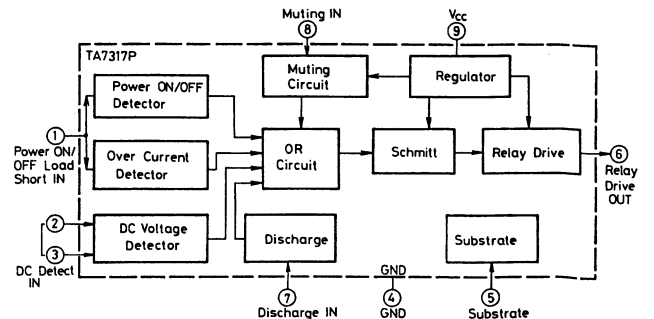 Muting IN
⑧
Vcc
⑨
TA7317P
Power ON/OFF
Detector
Muting
Circuit
Regulator
①
Power ON/
OFF Load
Short IN
Over Current
Detector
OR
Circuit
Schmitt
Relay Drive
⑥
Relay
Drive
OUT
②
③
DC Detect
IN
DC Voltage
Detector
Discharge
Substrate
GND
⑦
Discharge IN
④
GND
⑤
Substrate